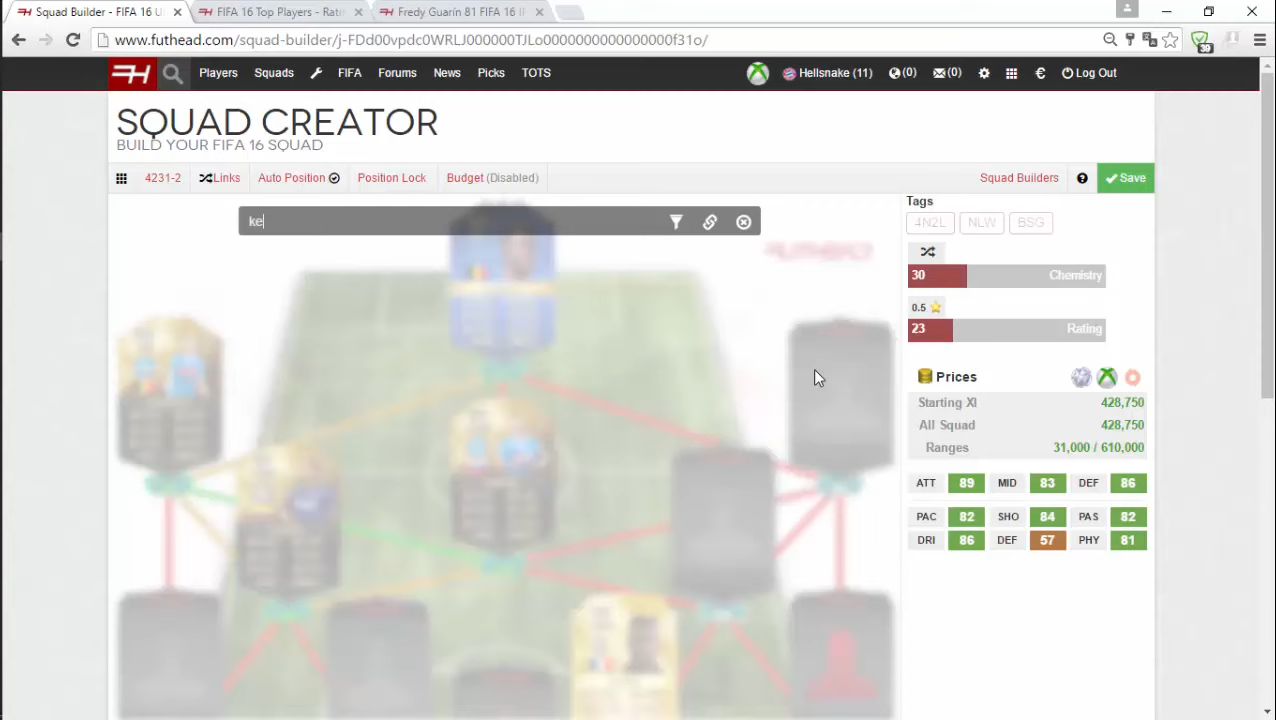 Squad Builder - FIFA 16 U
FIFA 16 Top Players - Ratin
Fredy Guarín 81 FIFA 16 IF
www.futhead.com/squad-builder/j-FDd00vpdc0WRLJ000000TJLo0000000000000000f31o/
39
Players Squads FIFA Forums News Picks TOTS
Hellsnake (11) (0) (0) € Log Out
SQUAD CREATOR
BUILD YOUR FIFA 16 SQUAD
4231-2 Links Auto Position Position Lock Budget (Disabled) Squad Builders ? Save
ke
Tags
4N2L NLW BSG
30 Chemistry
0.5
23 Rating
Prices
Starting XI 428,750
All Squad 428,750
Ranges 31,000 / 610,000
ATT 89 MID 83 DEF 86
PAC 82 SHO 84 PAS 82
DRI 86 DEF 57 PHY 81